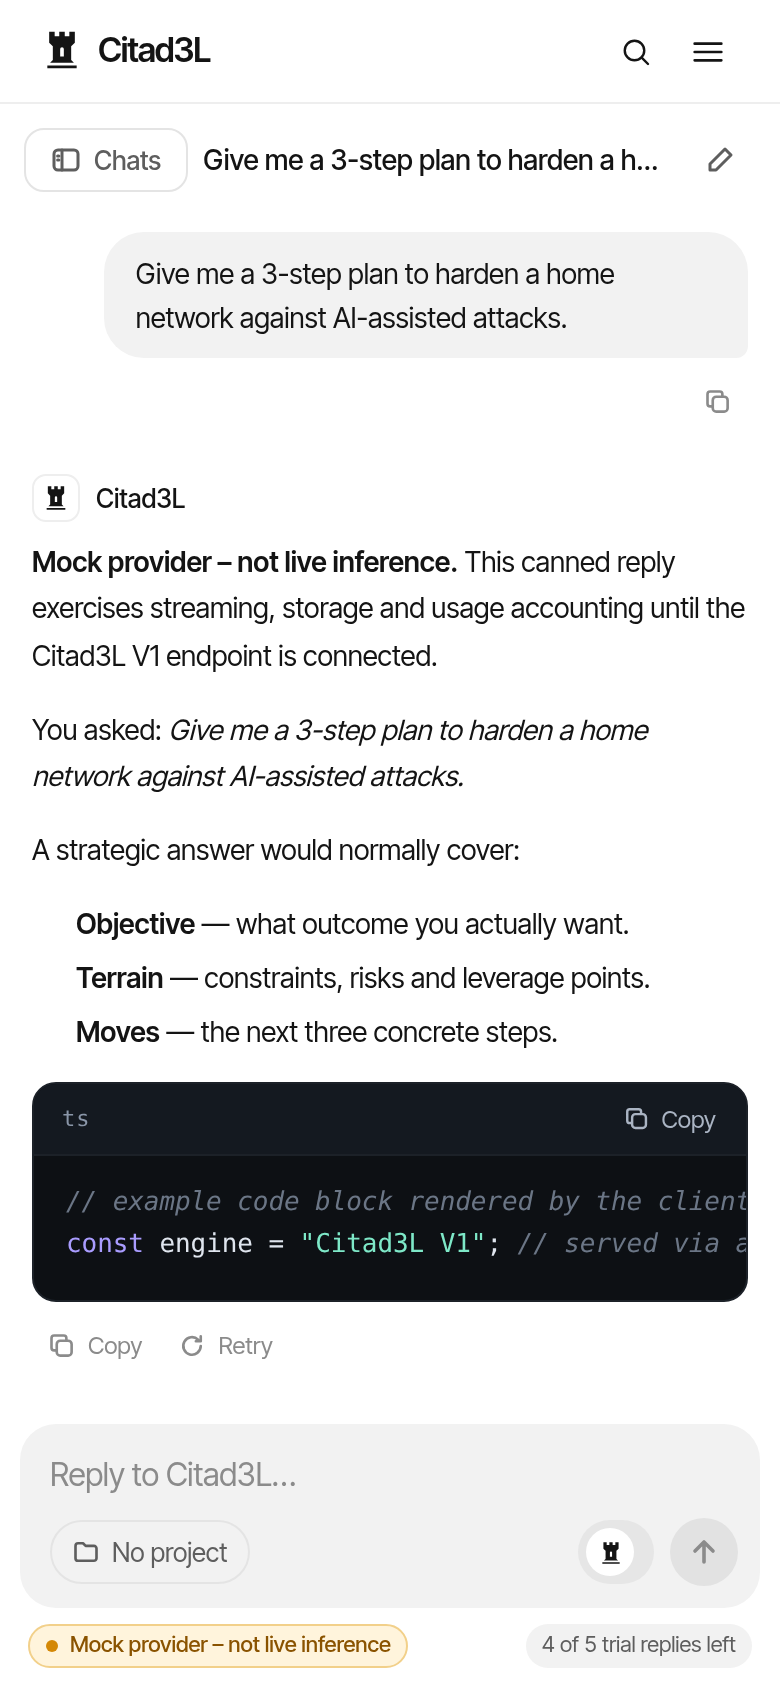 Citad3L
Chats
Give me a 3-step plan to harden a h...
Give me a 3-step plan to harden a home
network against AI-assisted attacks.
Citad3L
Mock provider – not live inference. This canned reply
exercises streaming, storage and usage accounting until the
Citad3L V1 endpoint is connected.
You asked: Give me a 3-step plan to harden a home
network against AI-assisted attacks.
A strategic answer would normally cover:
Objective — what outcome you actually want.
Terrain — constraints, risks and leverage points.
Moves — the next three concrete steps.
ts
Copy
// example code block rendered by the client
const engine = "Citad3L V1"; // served via a
Copy
Retry
Reply to Citad3L...
No project
Mock provider – not live inference
4 of 5 trial replies left